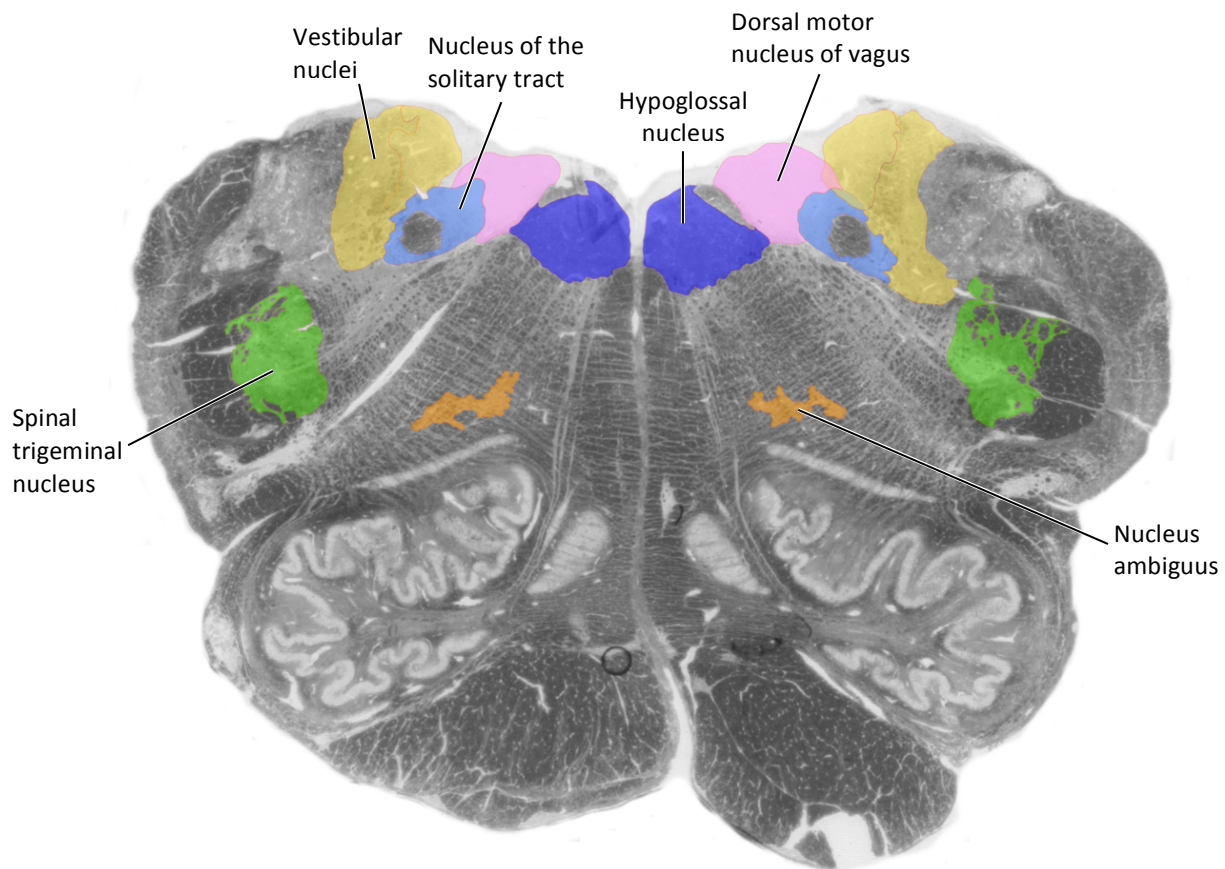 Vestibular
nuclei
Nucleus of the
solitary tract
Dorsal motor
nucleus of vagus
Hypoglossal
nucleus
Spinal
trigeminal
nucleus
Nucleus
ambiguus